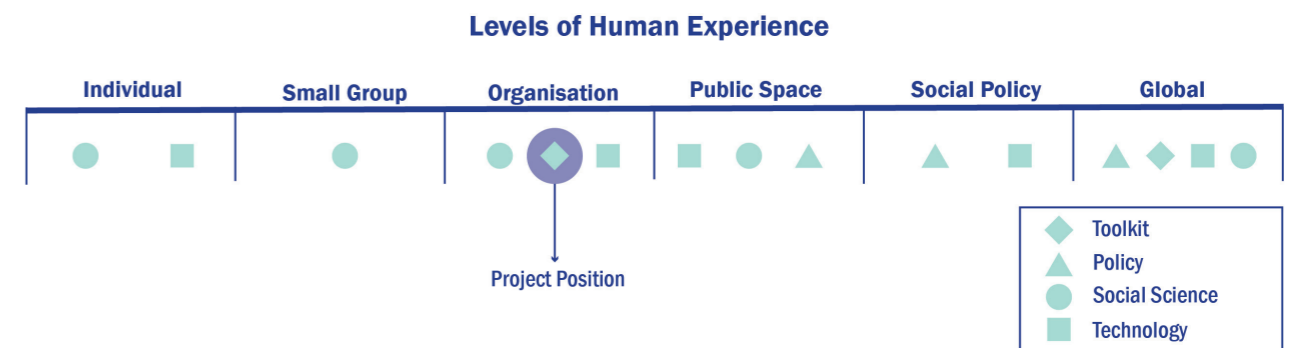 Levels of Human Experience
Individual
Small Group
Organisation
Public Space
Social Policy
Global
Project Position
Toolkit
Policy
Social Science
Technology